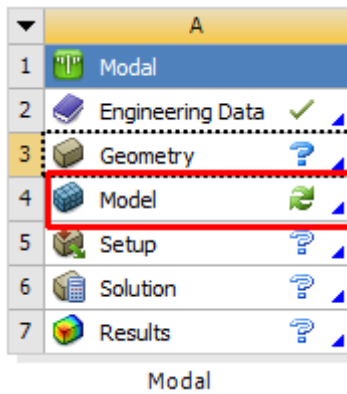 A
1 Modal
2 Engineering Data
3 Geometry ?
4 Model
5 Setup ?
6 Solution ?
7 Results ?
Modal